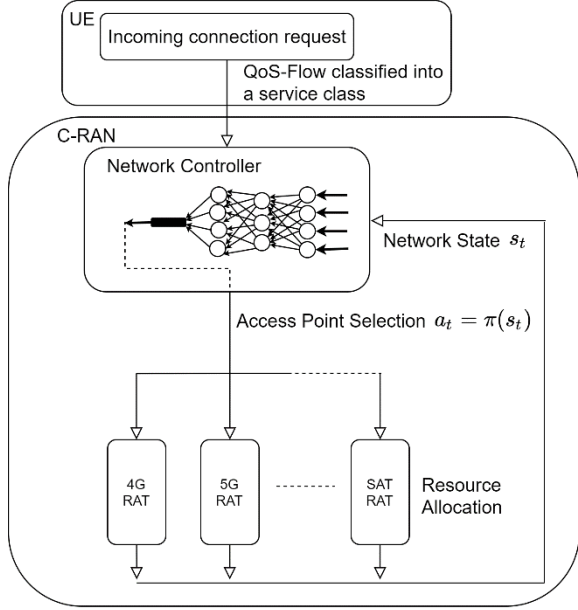 UE
Incoming connection request
QoS-Flow classified into
a service class
C-RAN
Network Controller
Network State s_t
Access Point Selection a_t = π(s_t)
4G
RAT
5G
RAT
SAT
RAT
Resource
Allocation